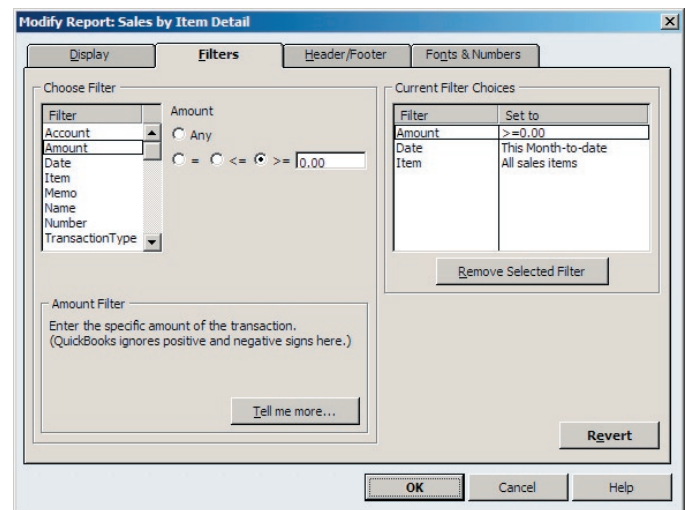 Modify Report: Sales by Item Detail
Display
Filters
Header/Footer
Fonts & Numbers
Choose Filter
Filter
Account
Amount
Date
Item
Memo
Name
Number
TransactionType
Amount
Any
= <= >= 0.00
Amount Filter
Enter the specific amount of the transaction.
(QuickBooks ignores positive and negative signs here.)
Tell me more...
Current Filter Choices
Filter Set to
Amount >=0.00
Date This Month-to-date
Item All sales items
Remove Selected Filter
Revert
OK Cancel Help